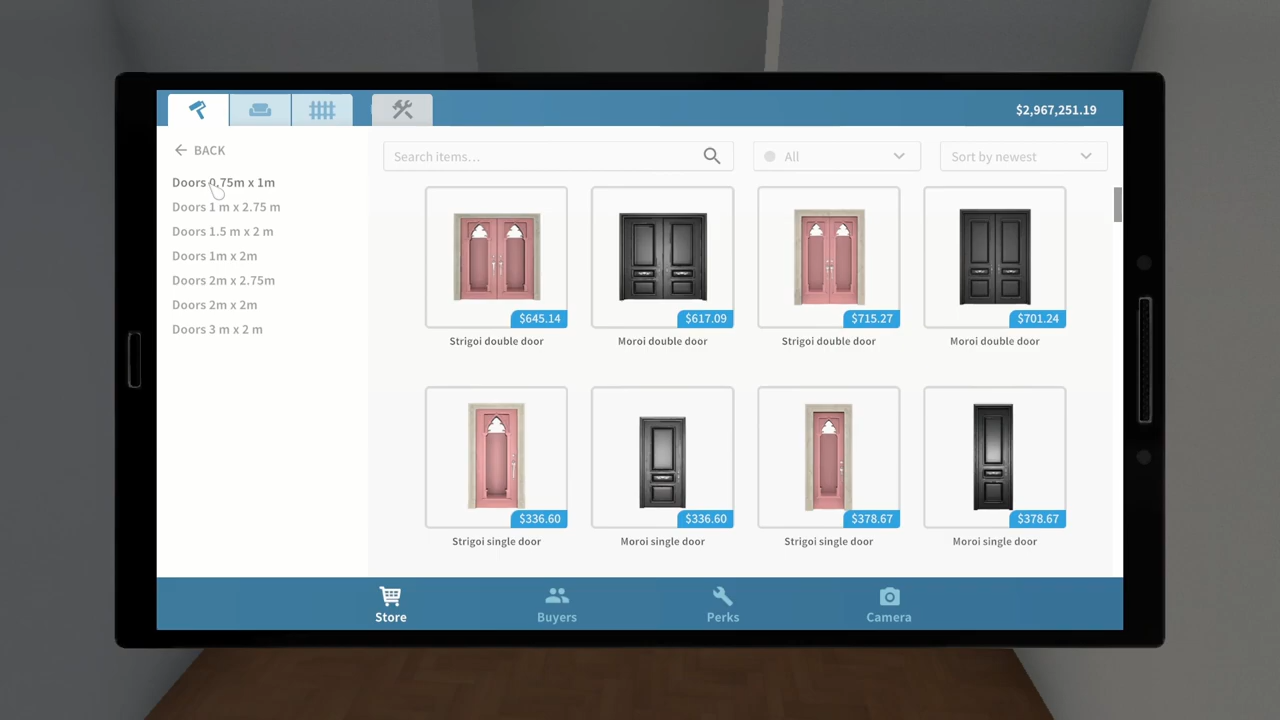 $2,967,251.19
BACK
Search items...
All
Sort by newest
Doors 0.75m x 1m
Doors 1 m x 2.75 m
Doors 1.5 m x 2 m
Doors 1m x 2m
Doors 2m x 2.75m
Doors 2m x 2m
Doors 3 m x 2 m
$645.14
$617.09
$715.27
$701.24
Strigoi double door
Moroi double door
Strigoi double door
Moroi double door
$336.60
$336.60
$378.67
$378.67
Strigoi single door
Moroi single door
Strigoi single door
Moroi single door
Store
Buyers
Perks
Camera